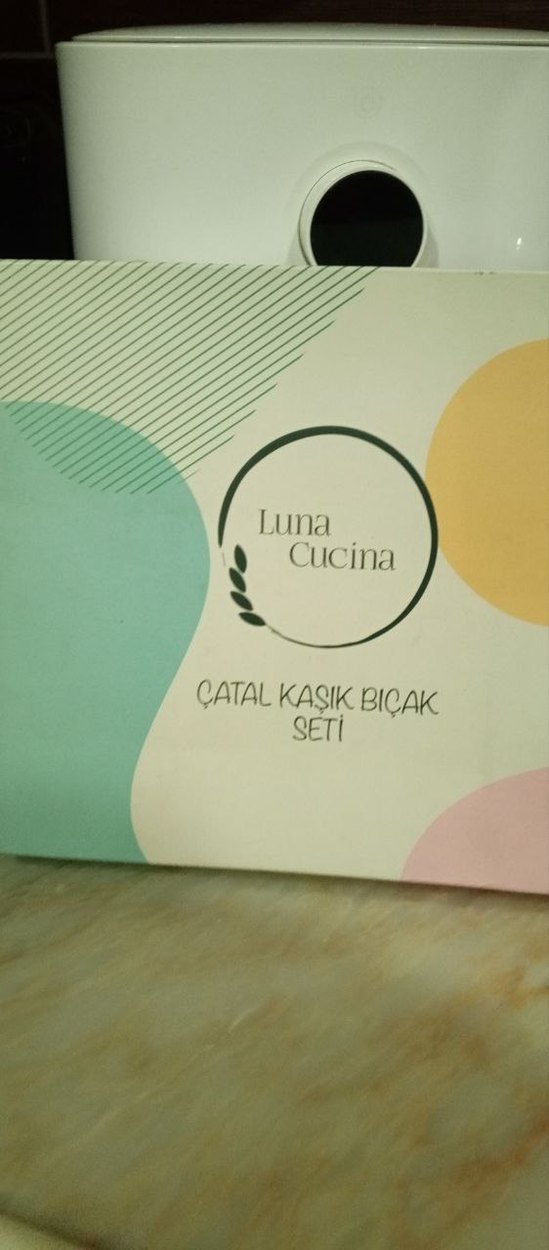 Luna
Cucina
ÇATAL KAŞIK BIÇAK
SETİ